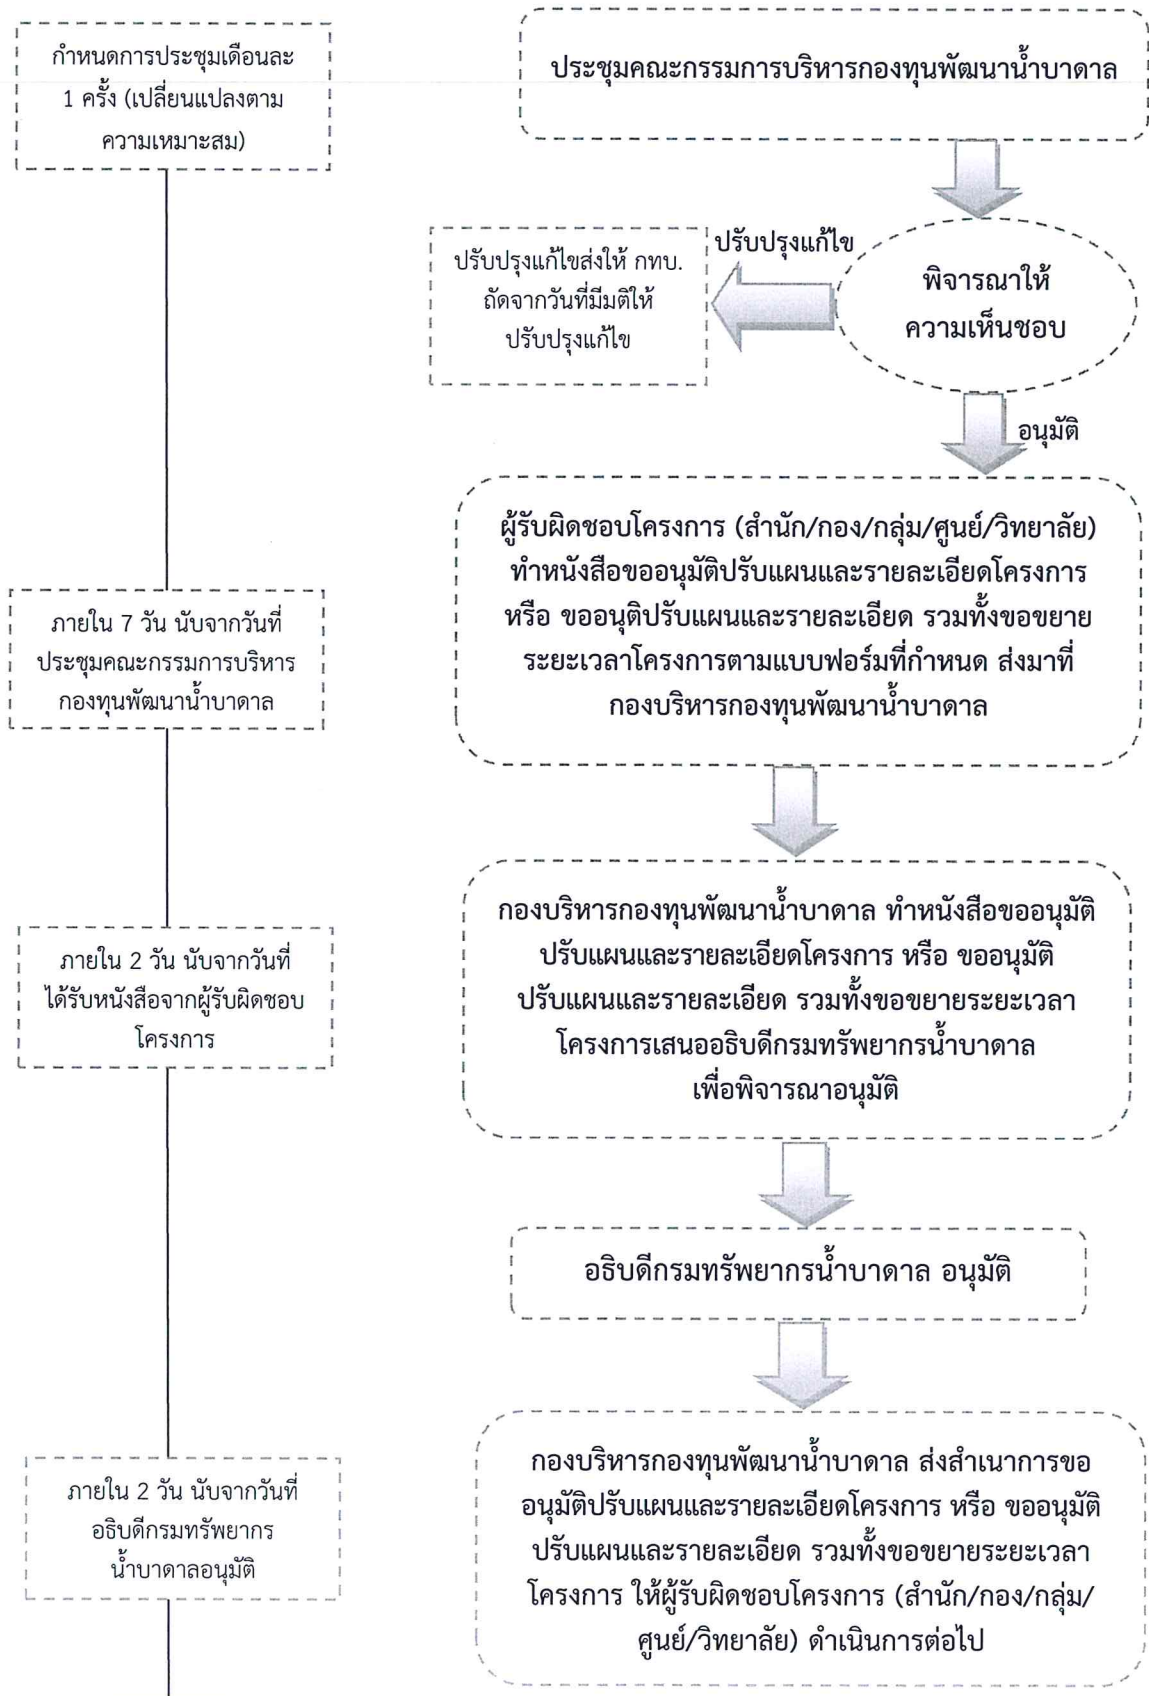 กำหนดการประชุมเดือนละ
1 ครั้ง (เปลี่ยนแปลงตาม
ความเหมาะสม)
ประชุมคณะกรรมการบริหารกองทุนพัฒนาน้ำบาดาล
ปรับปรุงแก้ไข
ปรับปรุงแก้ไขส่งให้ กทบ.
ถัดจากวันที่มีมติให้
ปรับปรุงแก้ไข
พิจารณาให้
ความเห็นชอบ
อนุมัติ
ผู้รับผิดชอบโครงการ (สำนัก/กอง/กลุ่ม/ศูนย์/วิทยาลัย)
ทำหนังสือขออนุมัติปรับแผนและรายละเอียดโครงการ
หรือ ขออนุติปรับแผนและรายละเอียด รวมทั้งขอขยาย
ระยะเวลาโครงการตามแบบฟอร์มที่กำหนด ส่งมาที่
กองบริหารกองทุนพัฒนาน้ำบาดาล
ภายใน 7 วัน นับจากวันที่
ประชุมคณะกรรมการบริหาร
กองทุนพัฒนาน้ำบาดาล
กองบริหารกองทุนพัฒนาน้ำบาดาล ทำหนังสือขออนุมัติ
ปรับแผนและรายละเอียดโครงการ หรือ ขออนุมัติ
ปรับแผนและรายละเอียด รวมทั้งขอขยายระยะเวลา
โครงการเสนออธิบดีกรมทรัพยากรน้ำบาดาล
เพื่อพิจารณาอนุมัติ
ภายใน 2 วัน นับจากวันที่
ได้รับหนังสือจากผู้รับผิดชอบ
โครงการ
อธิบดีกรมทรัพยากรน้ำบาดาล อนุมัติ
กองบริหารกองทุนพัฒนาน้ำบาดาล ส่งสำเนาการขอ
อนุมัติปรับแผนและรายละเอียดโครงการ หรือ ขออนุมัติ
ปรับแผนและรายละเอียด รวมทั้งขอขยายระยะเวลา
โครงการ ให้ผู้รับผิดชอบโครงการ (สำนัก/กอง/กลุ่ม/
ศูนย์/วิทยาลัย) ดำเนินการต่อไป
ภายใน 2 วัน นับจากวันที่
อธิบดีกรมทรัพยากร
น้ำบาดาลอนุมัติ